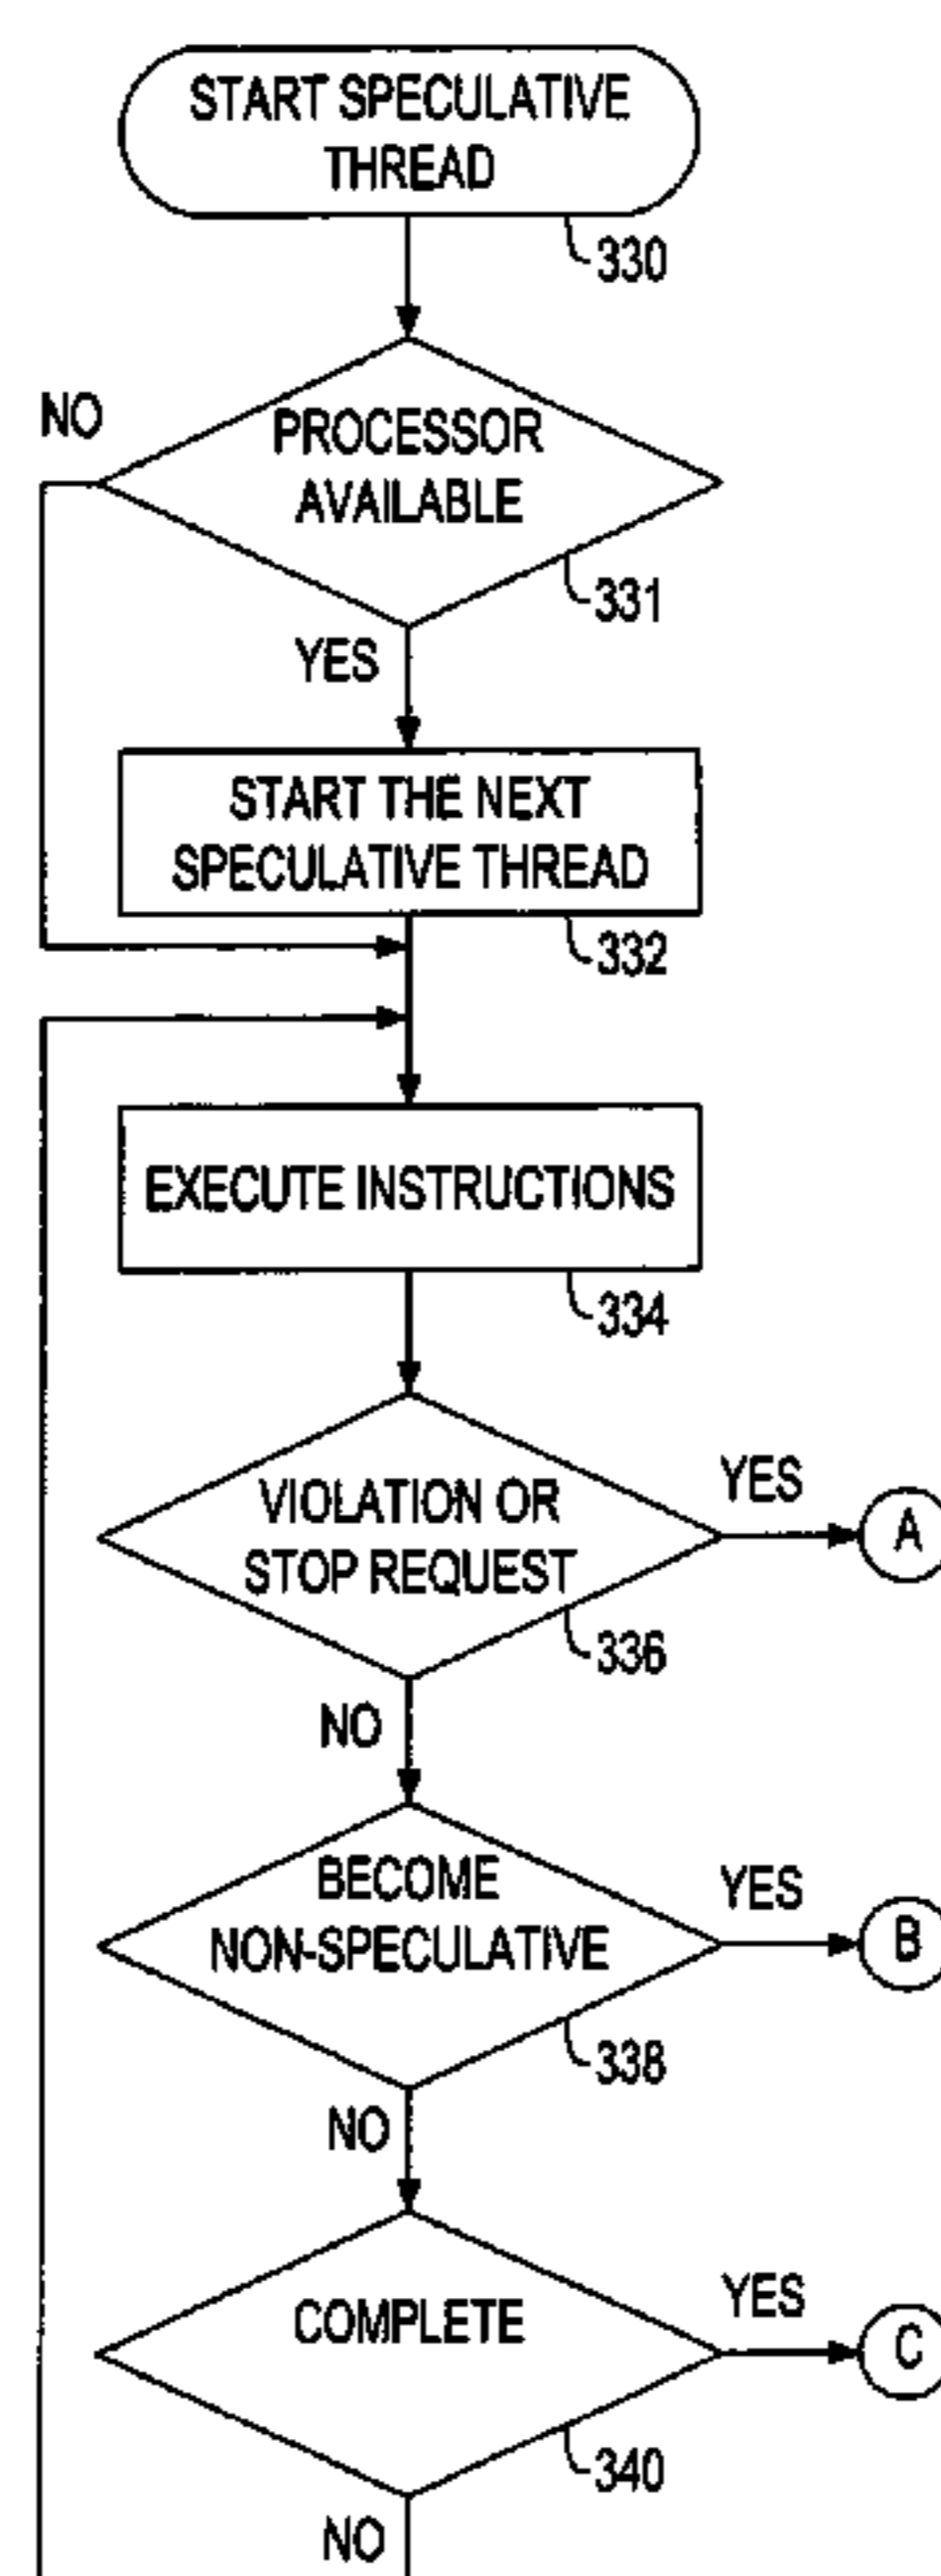 START SPECULATIVE
THREAD
330
NO
PROCESSOR
AVAILABLE
331
YES
START THE NEXT
SPECULATIVE THREAD
332
EXECUTE INSTRUCTIONS
334
VIOLATION OR
STOP REQUEST
YES
A
336
NO
BECOME
NON-SPECULATIVE
YES
B
338
NO
COMPLETE
YES
C
340
NO